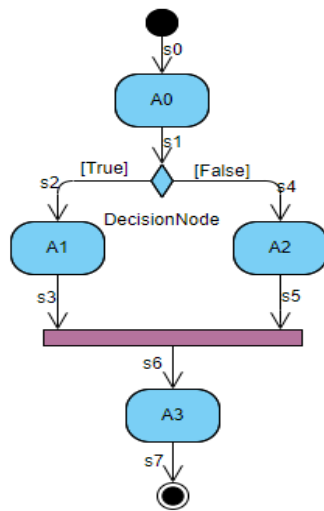 s0
A0
s1
[True] [False]
s2 s4
DecisionNode
A1 A2
s3 s5
s6
A3
s7